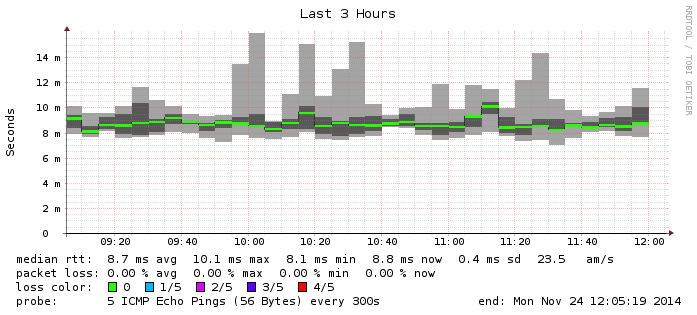 Last 3 Hours
RRDTOOL / TOBI OETIKER
Seconds
14 m
12 m
10 m
8 m
6 m
4 m
2 m
0
09:20 09:40 10:00 10:20 10:40 11:00 11:20 11:40 12:00
median rtt: 8.7 ms avg 10.1 ms max 8.1 ms min 8.8 ms now 0.4 ms sd 23.5 am/s
packet loss: 0.00 % avg 0.00 % max 0.00 % min 0.00 % now
loss color: 0 1/5 2/5 3/5 4/5
probe: 5 ICMP Echo Pings (56 Bytes) every 300s end: Mon Nov 24 12:05:19 2014